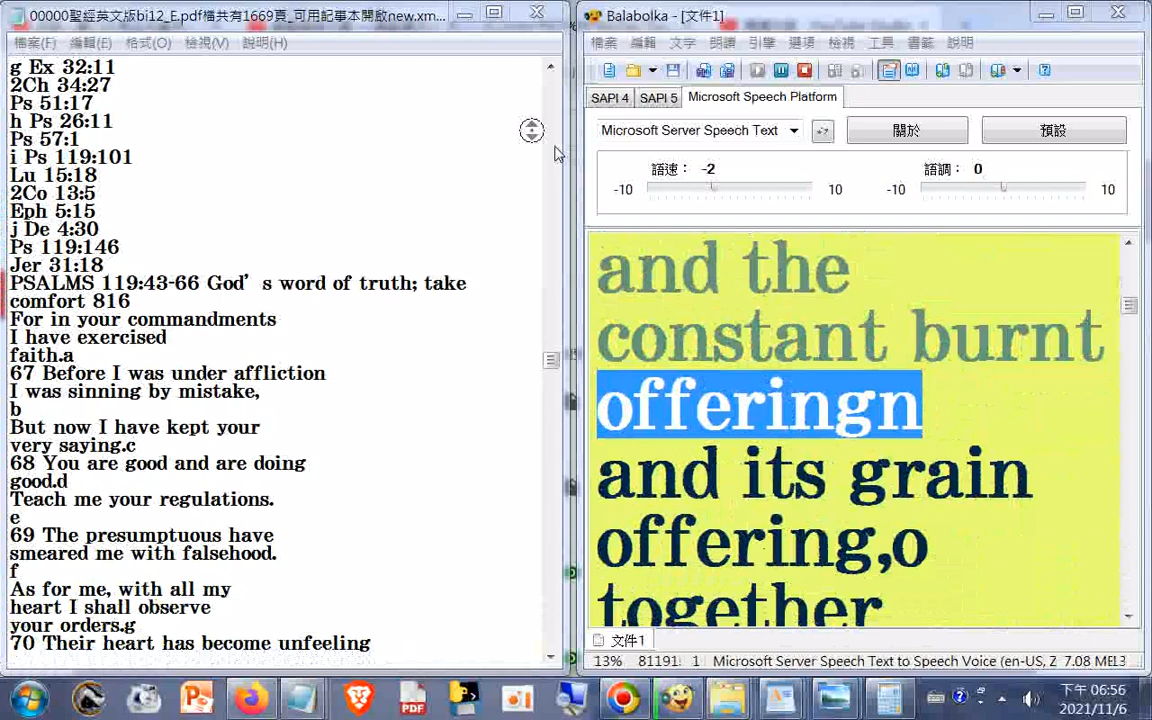 00000聖經英文版bi12_E.pdf檔共有1669頁_可用記事本開啟new.xm...
檔案(F) 編輯(E) 格式(O) 檢視(V) 說明(H)
g Ex 32:11
2Ch 34:27
Ps 51:17
h Ps 26:11
Ps 57:1
i Ps 119:101
Lu 15:18
2Co 13:5
Eph 5:15
j De 4:30
Ps 119:146
Jer 31:18
PSALMS 119:43-66 God’s word of truth; take
comfort 816
For in your commandments
I have exercised
faith.a
67 Before I was under affliction
I was sinning by mistake,
b
But now I have kept your
very saying.c
68 You are good and are doing
good.d
Teach me your regulations.
e
69 The presumptuous have
smeared me with falsehood.
f
As for me, with all my
heart I shall observe
your orders.g
70 Their heart has become unfeeling
Balabolka - [文件1]
檔案 編輯 文字 朗讀 引擎 選項 檢視 工具 書籤 說明
SAPI 4 SAPI 5 Microsoft Speech Platform
Microsoft Server Speech Text 關於 預設
語速: -2 語調: 0
-10 10 -10 10
and the
constant burnt
offeringn
and its grain
offering,o
together
文件1
13% 81191: 1 Microsoft Server Speech Text to Speech Voice (en-US, Z 7.08 ME
PDF
下午 06:56
2021/11/6